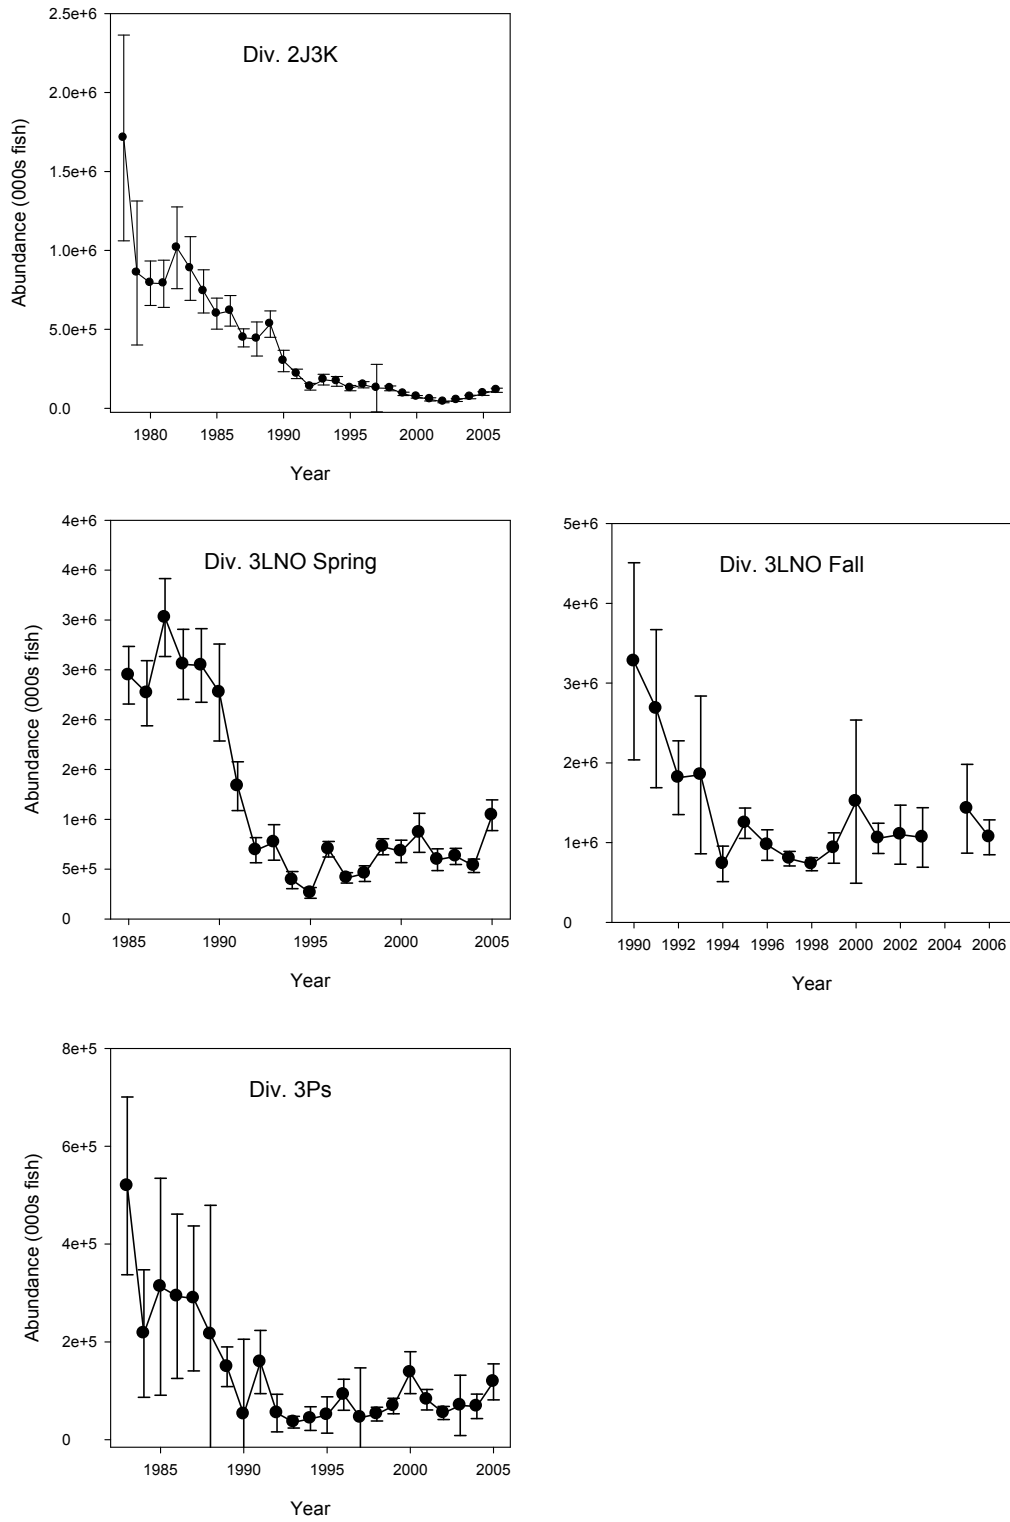 Div. 2J3K
Abundance (000s fish)
2.5e+6
2.0e+6
1.5e+6
1.0e+6
5.0e+5
0.0
1980 1985 1990 1995 2000 2005
Year
Div. 3LNO Spring
Abundance (000s fish)
4e+6
4e+6
3e+6
3e+6
2e+6
2e+6
1e+6
5e+5
0
1985 1990 1995 2000 2005
Year
Div. 3LNO Fall
5e+6
4e+6
3e+6
2e+6
1e+6
0
1990 1992 1994 1996 1998 2000 2002 2004 2006
Year
Div. 3Ps
Abundance (000s fish)
8e+5
6e+5
4e+5
2e+5
0
1985 1990 1995 2000 2005
Year